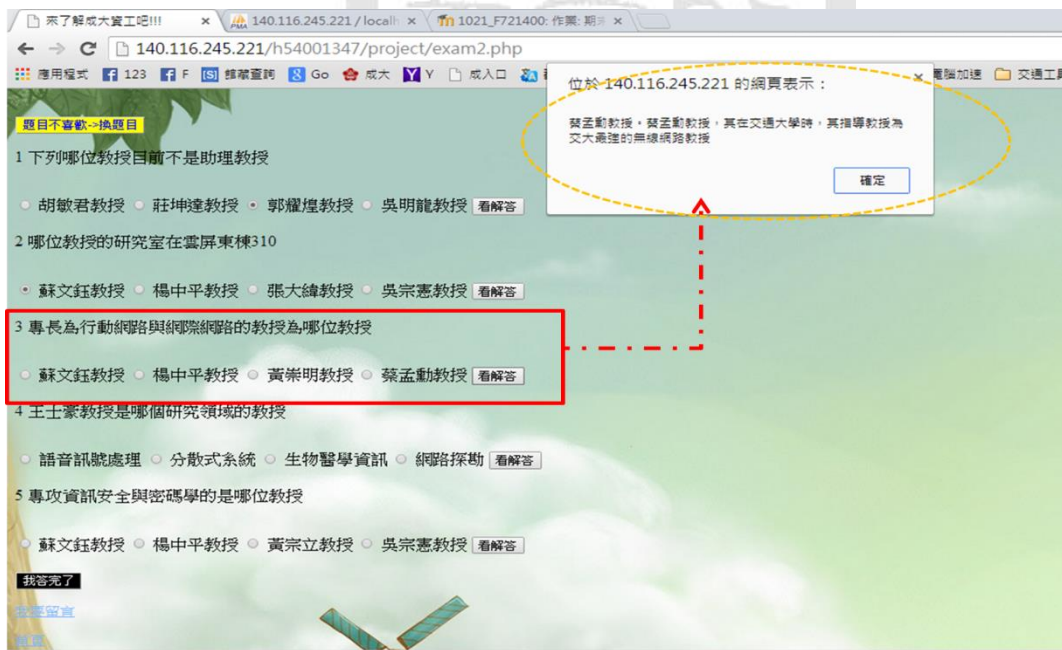 來了解成大資工吧!!!
140.116.245.221 / localh
1021_F721400: 作業: 期末
140.116.245.221/h54001347/project/exam2.php
應用程式 123 F 館藏查詢 Go 成大 Y 成入口
電腦加速 交通工具
位於 140.116.245.221 的網頁表示：
蔡孟勳教授，蔡孟勳教授，其在交通大學時，其指導教授為
交大最強的無線網路教授
確定
題目不喜歡->換題目
1 下列哪位教授目前不是助理教授
胡敏君教授 莊坤達教授 郭耀煌教授 吳明龍教授 看解答
2 哪位教授的研究室在雲屏東棟310
蘇文鈺教授 楊中平教授 張大緯教授 吳宗憲教授 看解答
3 專長為行動網路與網際網路的教授為哪位教授
蘇文鈺教授 楊中平教授 黃崇明教授 蔡孟勳教授 看解答
4 王士豪教授是哪個研究領域的教授
語音訊號處理 分散式系統 生物醫學資訊 網路探勘 看解答
5 專攻資訊安全與密碼學的是哪位教授
蘇文鈺教授 楊中平教授 黃宗立教授 吳宗憲教授 看解答
我答完了
我要留言